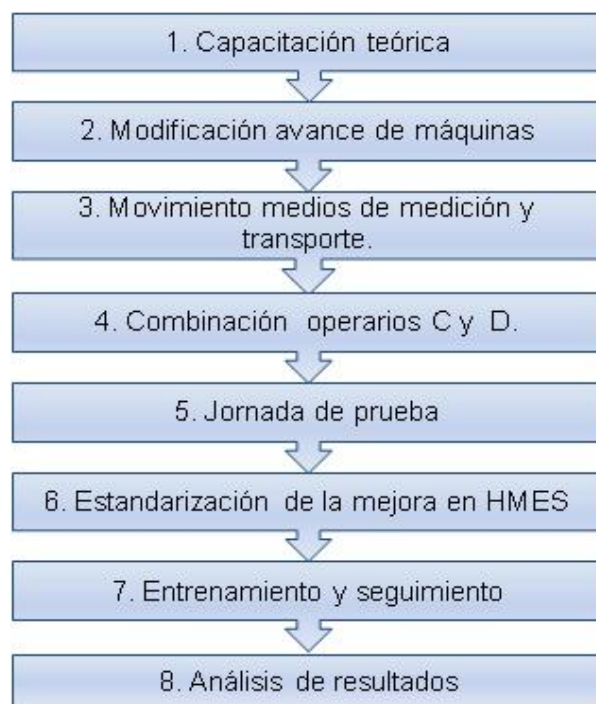 1. Capacitación teórica
2. Modificación avance de máquinas
3. Movimiento medios de medición y
transporte.
4. Combinación operarios C y D.
5. Jornada de prueba
6. Estandarización de la mejora en HMES
7. Entrenamiento y seguimiento
8. Análisis de resultados